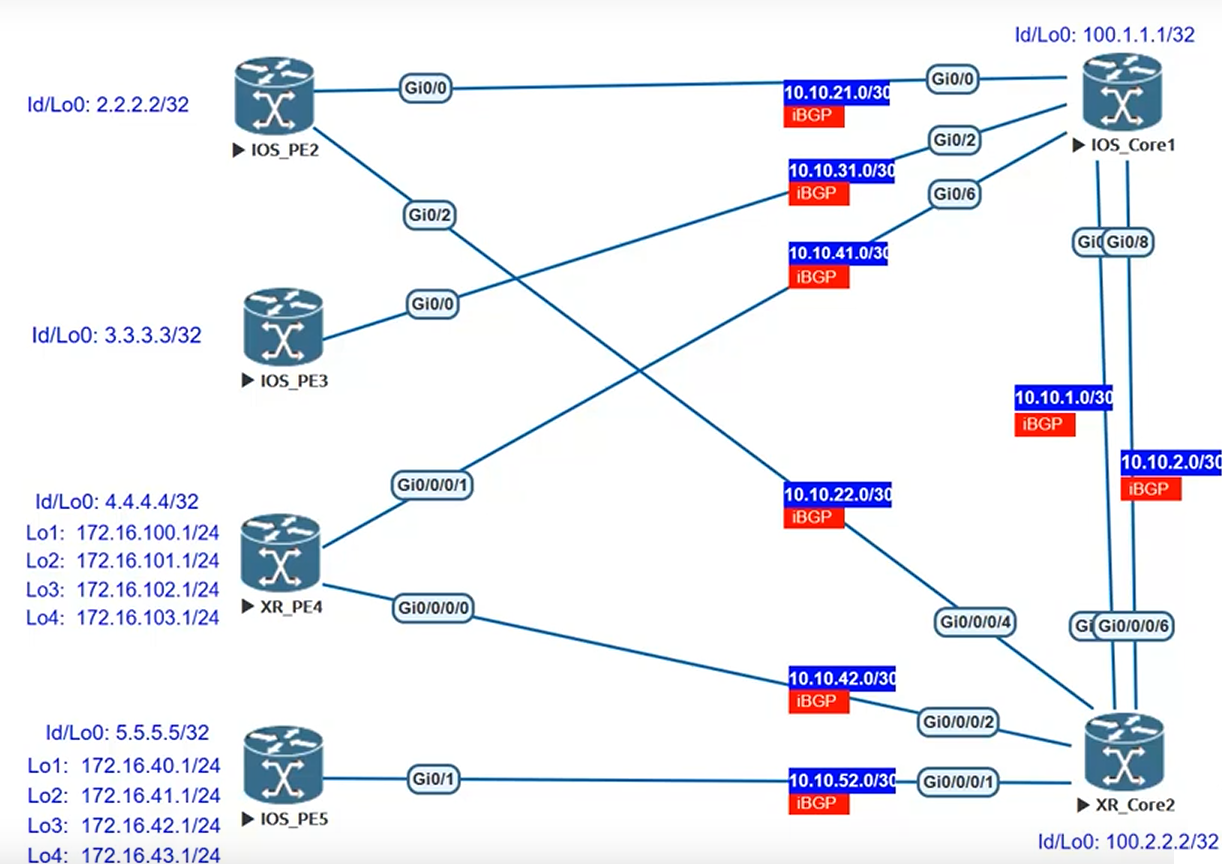 Id/Lo0: 100.1.1.1/32
Gi0/0
Gi0/0
10.10.21.0/30
iBGP
Id/Lo0: 2.2.2.2/32
IOS_PE2
IOS_Core1
Gi0/2
10.10.31.0/30
iBGP
Gi0/6
Gi0/2
10.10.41.0/30
iBGP
Gi0/8
Gi0/0
Id/Lo0: 3.3.3.3/32
IOS_PE3
10.10.1.0/30
iBGP
10.10.2.0/30
iBGP
Gi0/0/0/1
10.10.22.0/30
iBGP
Id/Lo0: 4.4.4.4/32
Lo1: 172.16.100.1/24
Lo2: 172.16.101.1/24
Lo3: 172.16.102.1/24
Lo4: 172.16.103.1/24
XR_PE4
Gi0/0/0/0
Gi0/0/0/4
Gi0/0/0/6
10.10.42.0/30
iBGP
Gi0/0/0/2
Id/Lo0: 5.5.5.5/32
Lo1: 172.16.40.1/24
Lo2: 172.16.41.1/24
Lo3: 172.16.42.1/24
Lo4: 172.16.43.1/24
IOS_PE5
Gi0/1
10.10.52.0/30
iBGP
Gi0/0/0/1
XR_Core2
Id/Lo0: 100.2.2.2/32